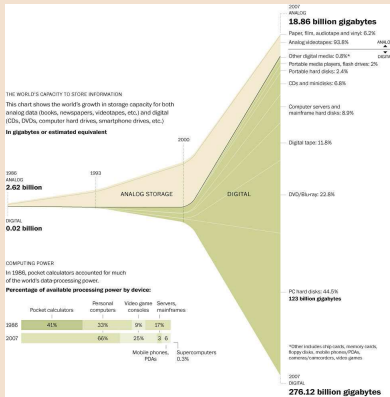 2007
ANALOG
18.86 billion gigabytes
Paper, film, audiotape and vinyl: 6.2%
Analog videotapes: 93.8%
ANALOG
DIGITAL
Other digital media: 0.8%*
Portable media players, flash drives: 2%
Portable hard disks: 2.4%
CDs and minidisks: 6.8%
Computer servers and
mainframe hard disks: 8.9%
Digital tape: 11.8%
DVD/Blu-ray: 22.8%
PC hard disks: 44.5%
123 billion gigabytes
*Other includes chip cards, memory cards,
floppy disks, mobile phones/PDAs,
cameras/camcorders, video games
2007
DIGITAL
276.12 billion gigabytes
THE WORLD'S CAPACITY TO STORE INFORMATION
This chart shows the world's growth in storage capacity for both
analog data (books, newspapers, videotapes, etc.) and digital
(CDs, DVDs, computer hard drives, smartphone drives, etc.)
In gigabytes or estimated equivalent
1986
ANALOG
2.62 billion
DIGITAL
0.02 billion
1993
2000
ANALOG STORAGE
DIGITAL
COMPUTING POWER
In 1986, pocket calculators accounted for much
of the world's data-processing power.
Percentage of available processing power by device:
Pocket calculators
Personal
computers
Video game
consoles
Servers,
mainframes
1986 41% 33% 9% 17%
2007 66% 25% 3 6
Mobile phones,
PDAs
Supercomputers
0.3%